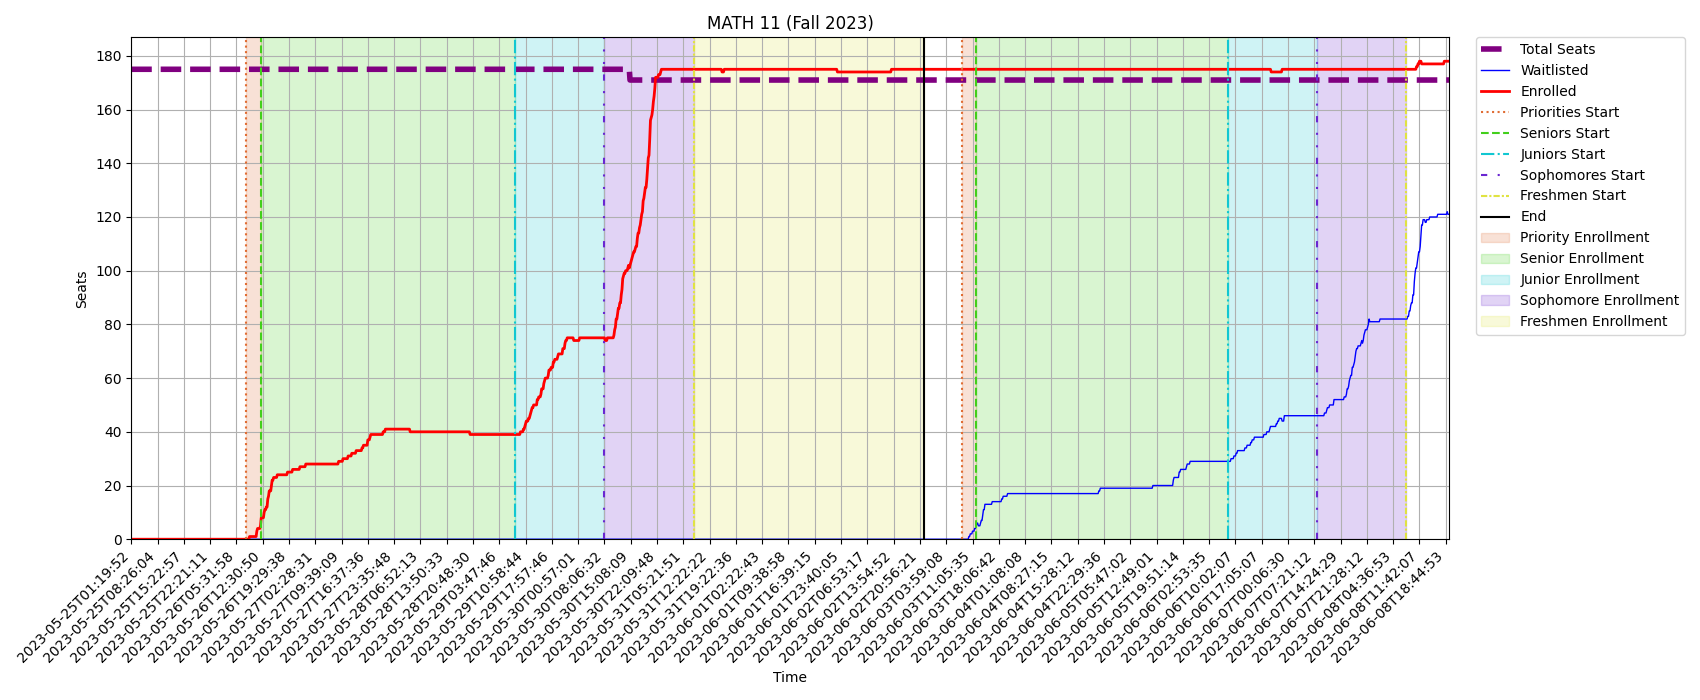 MATH 11 (Fall 2023)
Seats
180
160
140
120
100
80
60
40
20
0
2023-05-25T01:19:52
2023-05-25T08:26:04
2023-05-25T15:22:57
2023-05-25T22:21:11
2023-05-26T05:31:58
2023-05-26T12:30:50
2023-05-26T19:29:38
2023-05-27T02:28:31
2023-05-27T09:39:09
2023-05-27T16:37:36
2023-05-27T23:35:48
2023-05-28T06:52:13
2023-05-28T13:50:33
2023-05-28T20:48:30
2023-05-29T03:47:46
2023-05-29T10:58:44
2023-05-29T17:57:46
2023-05-30T00:57:01
2023-05-30T08:06:32
2023-05-30T15:08:09
2023-05-30T22:09:48
2023-05-31T05:21:51
2023-05-31T12:22:22
2023-05-31T19:22:36
2023-06-01T02:22:43
2023-06-01T09:38:58
2023-06-01T16:39:15
2023-06-01T23:40:05
2023-06-02T06:53:17
2023-06-02T13:54:52
2023-06-02T20:56:21
2023-06-03T03:59:08
2023-06-03T11:05:35
2023-06-03T18:06:42
2023-06-04T01:08:08
2023-06-04T08:27:15
2023-06-04T15:28:12
2023-06-04T22:29:36
2023-06-05T05:47:02
2023-06-05T12:49:01
2023-06-05T19:51:14
2023-06-06T02:53:35
2023-06-06T10:02:07
2023-06-06T17:05:07
2023-06-07T00:06:30
2023-06-07T07:21:12
2023-06-07T14:24:29
2023-06-07T21:28:12
2023-06-08T04:36:53
2023-06-08T11:42:07
2023-06-08T18:44:53
Time
Total Seats
Waitlisted
Enrolled
Priorities Start
Seniors Start
Juniors Start
Sophomores Start
Freshmen Start
End
Priority Enrollment
Senior Enrollment
Junior Enrollment
Sophomore Enrollment
Freshmen Enrollment